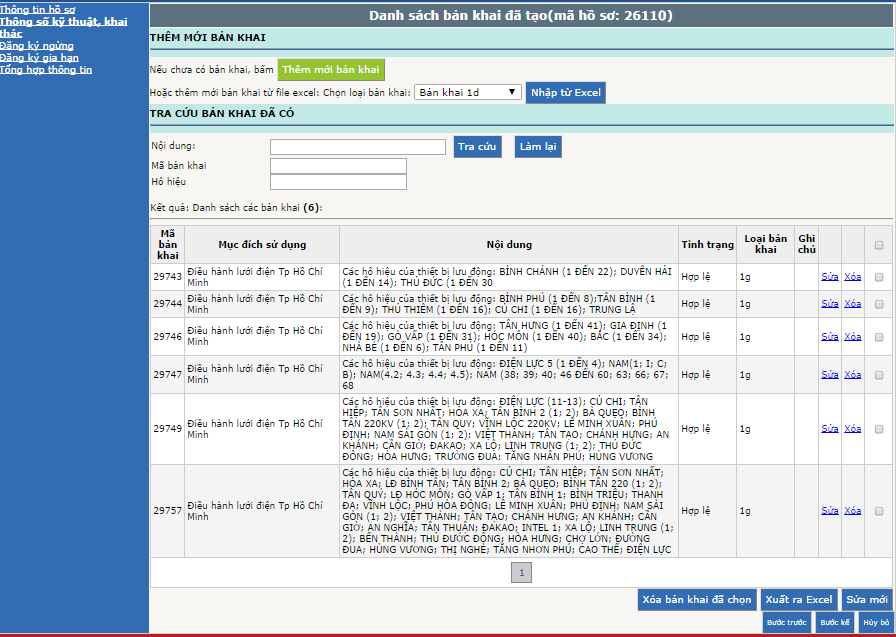 Thông tin hồ sơ
Thông số kỹ thuật, khai
thác
Đăng ký ngừng
Đăng ký gia hạn
Tổng hợp thông tin
Danh sách bản khai đã tạo(mã hồ sơ: 26110)
THÊM MỚI BẢN KHAI
Nếu chưa có bản khai, bấm Thêm mới bản khai
Hoặc thêm mới bản khai từ file excel: Chọn loại bản khai: Bản khai 1d Nhập từ Excel
TRA CỨU BẢN KHAI ĐÃ CÓ
Nội dung: Tra cứu Làm lại
Mã bản khai
Hô hiệu
Kết quả: Danh sách các bản khai (6):
Mã bản khai Mục đích sử dụng Nội dung Tình trạng Loại bản khai Ghi chú
29743 Điều hành lưới điện Tp Hồ Chí Minh
Các hô hiệu của thiết bị lưu động: BÌNH CHÁNH (1 ĐẾN 22); DUYÊN HẢI
(1 ĐẾN 14); THỦ ĐỨC (1 ĐẾN 30
Hợp lệ 1g Sửa Xóa
29744 Điều hành lưới điện Tp Hồ Chí Minh
Các hô hiệu của thiết bị lưu động: BÌNH PHÚ (1 ĐẾN 8);TÂN BÌNH (1
ĐẾN 9); THỦ THIÊM (1 ĐẾN 16); CỦ CHI (1 ĐẾN 16); TRUNG LẬ
Hợp lệ 1g Sửa Xóa
29746 Điều hành lưới điện Tp Hồ Chí Minh
Các hô hiệu của thiết bị lưu động: TÂN HƯNG (1 ĐẾN 41); GIA ĐỊNH (1
ĐẾN 19); GÒ VẤP (1 ĐẾN 31); HÓC MÔN (1 ĐẾN 40); BẮC (1 ĐẾN 34);
NHÀ BÈ (1 ĐẾN 6); TÂN PHÚ (1 ĐẾN 11)
Hợp lệ 1g Sửa Xóa
29747 Điều hành lưới điện Tp Hồ Chí Minh
Các hô hiệu của thiết bị lưu động: ĐIỆN LỰC 5 (1 ĐẾN 4); NAM(1; I; C;
B); NAM(4.2; 4.3; 4.4; 4.5); NAM (38; 39; 40; 46 ĐẾN 60; 63; 66; 67;
68
Hợp lệ 1g Sửa Xóa
29749 Điều hành lưới điện Tp Hồ Chí Minh
Các hô hiệu của thiết bị lưu động: ĐIỆN LỰC (11-13); CỦ CHI; TÂN
HIỆP; TÂN SƠN NHẤT; HỎA XA; TÂN BÌNH 2 (1; 2); BÀ QUẸO; BÌNH
TÂN 220KV (1; 2); TÂN QUY; VĨNH LỘC 220KV; LÊ MINH XUÂN; PHÚ
ĐỊNH; NAM SÀI GÒN (1; 2); VIỆT THÀNH; TÂN TẠO; CHÁNH HƯNG; AN
KHÁNH; CẦN GIỜ; ĐAKAO; XA LỘ; LINH TRUNG (1; 2); THỦ ĐỨC
ĐÔNG; HỎA HƯNG; TRƯỜNG ĐUA; TĂNG NHÂN PHÚ; HÙNG VƯƠNG
Hợp lệ 1g Sửa Xóa
29757 Điều hành lưới điện Tp Hồ Chí Minh
Các hô hiệu của thiết bị lưu động: CỦ CHI; TÂN HIỆP; TÂN SƠN NHẤT;
HỎA XA; LĐ BÌNH TÂN; TÂN BÌNH 2; BÀ QUẸO; BÌNH TÂN 220 (1; 2);
TÂN QUY; LĐ HÓC MÔN; GÒ VẤP 1; TÂN BÌNH 1; BÌNH TRIỆU; THANH
ĐA; VĨNH LỘC; PHÚ HÒA ĐÔNG; LÊ MINH XUÂN; PHÚ ĐỊNH; NAM SÀI
GÒN (1; 2); VIỆT THÀNH; TÂN TẠO; CHÁNH HƯNG; AN KHÁNH; CẦN
GIỜ; AN NGHĨA; TÂN THUẬN; ĐAKAO; INTEL 1; XA LỘ; LINH TRUNG (1;
2); BẾN THÀNH; THỦ ĐƯỚC ĐÔNG; HỎA HƯNG; CHỢ LỚN; ĐƯỜNG
ĐUA; HÙNG VƯƠNG; THỊ NGHÈ; TĂNG NHƠN PHÚ; CAO THẾ; ĐIỆN LỰC
Hợp lệ 1g Sửa Xóa
1
Xóa bản khai đã chọn Xuất ra Excel Sửa mới
Bước trước Bước kế Hủy bỏ